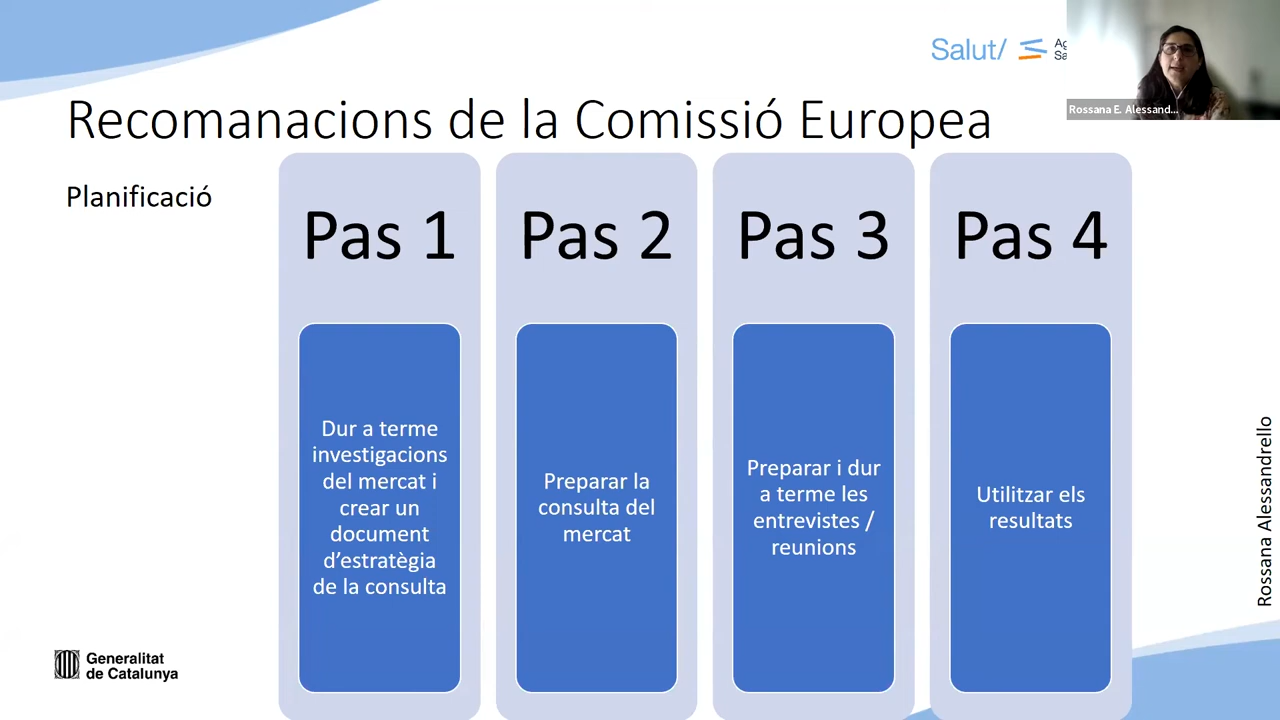 Salut/
Rossana E. Alessand...
Recomanacions de la Comissió Europea
Planificació
Pas 1
Dur a terme
investigacions
del mercat i
crear un
document
d’estratègia
de la consulta
Pas 2
Preparar la
consulta del
mercat
Pas 3
Preparar i dur
a terme les
entrevistes /
reunions
Pas 4
Utilitzar els
resultats
Rossana Alessandrello
Generalitat
de Catalunya